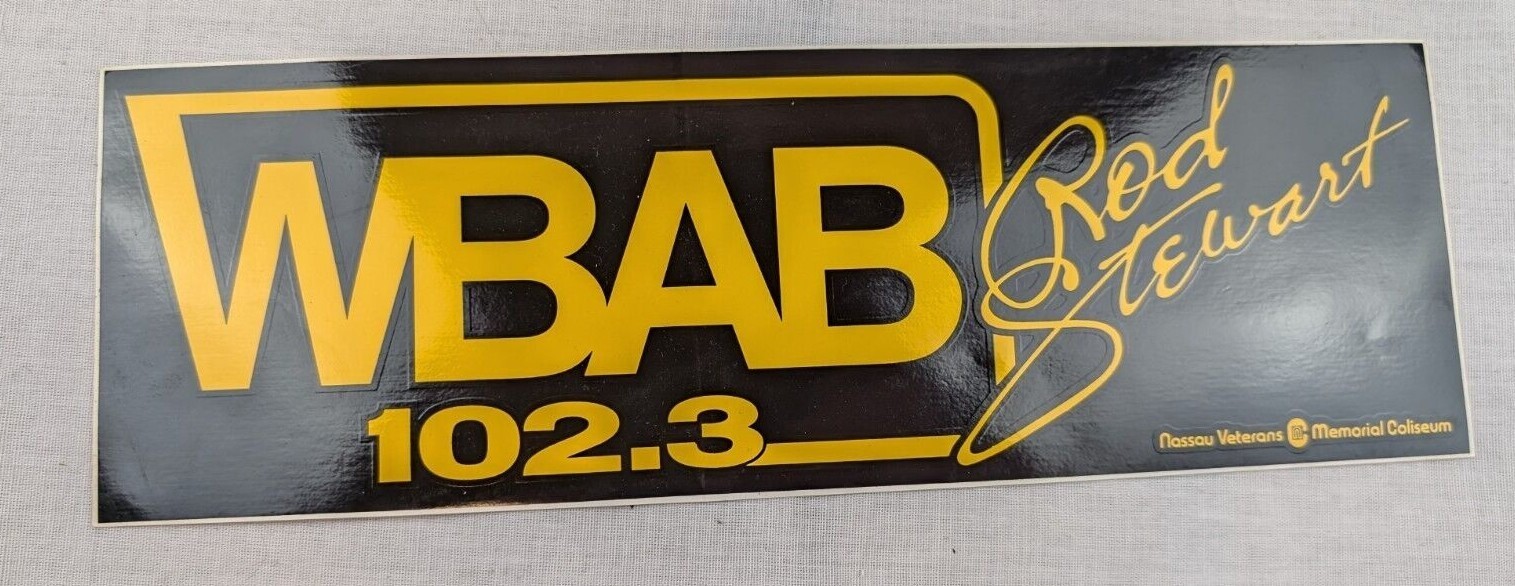 WBAB
102.3
Rod
Stewart
Nassau Veterans Memorial Coliseum